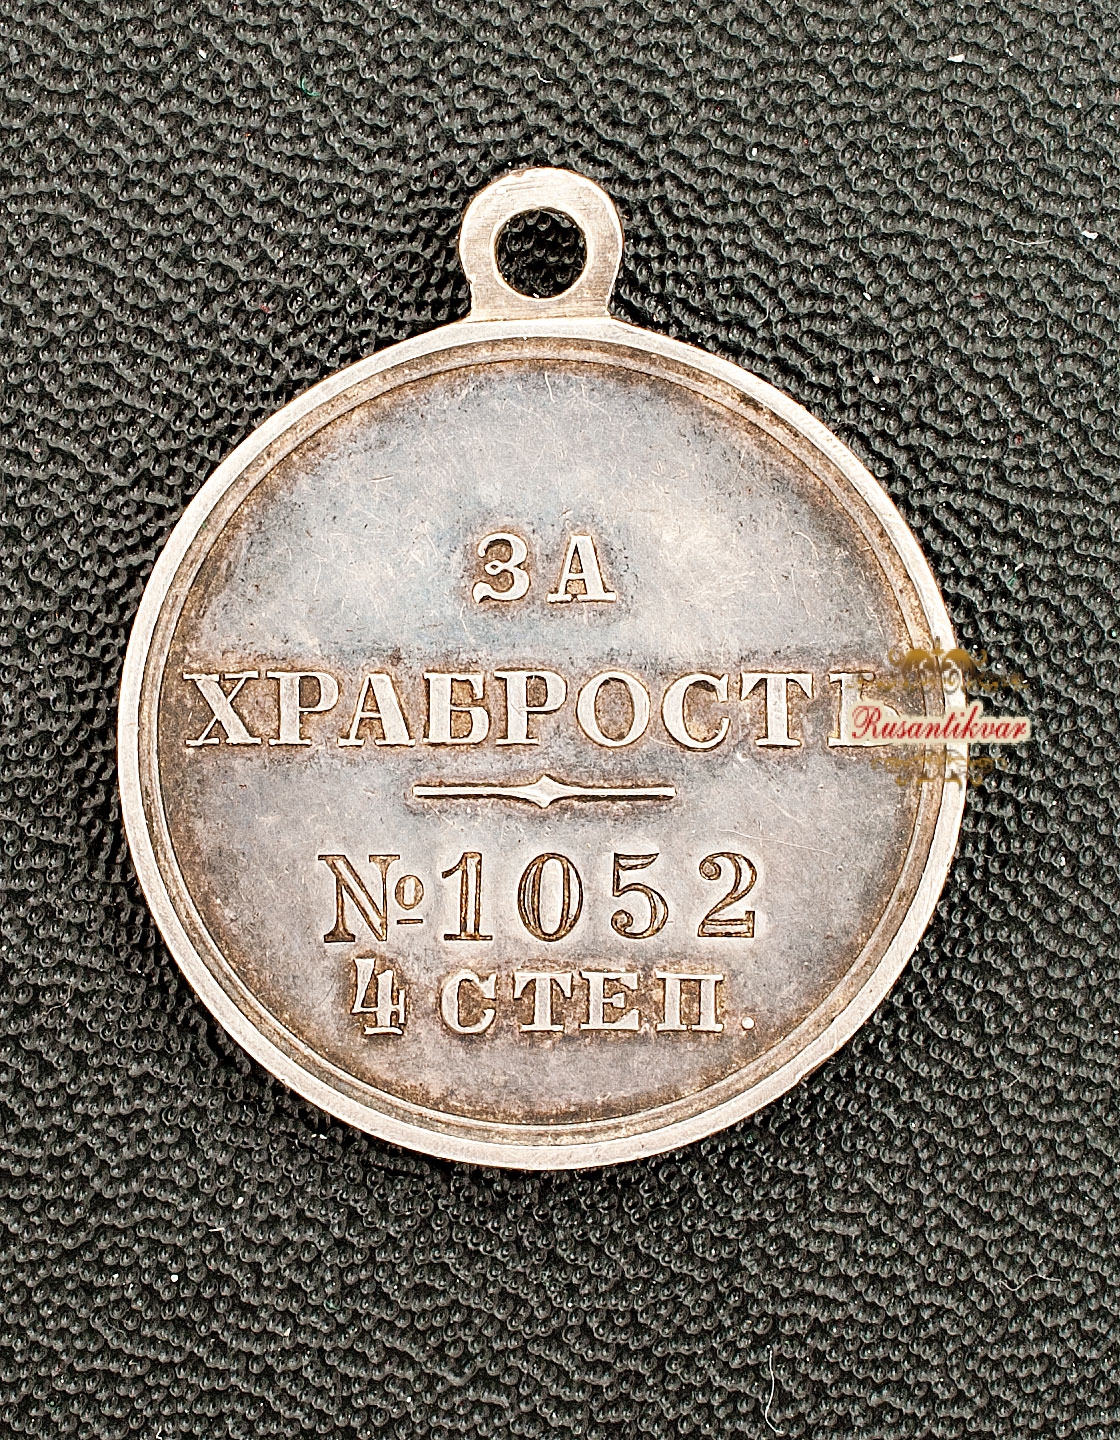 ЗА
ХРАБРОСТЬ
Rusantikvar
№1052
4 СТЕП.